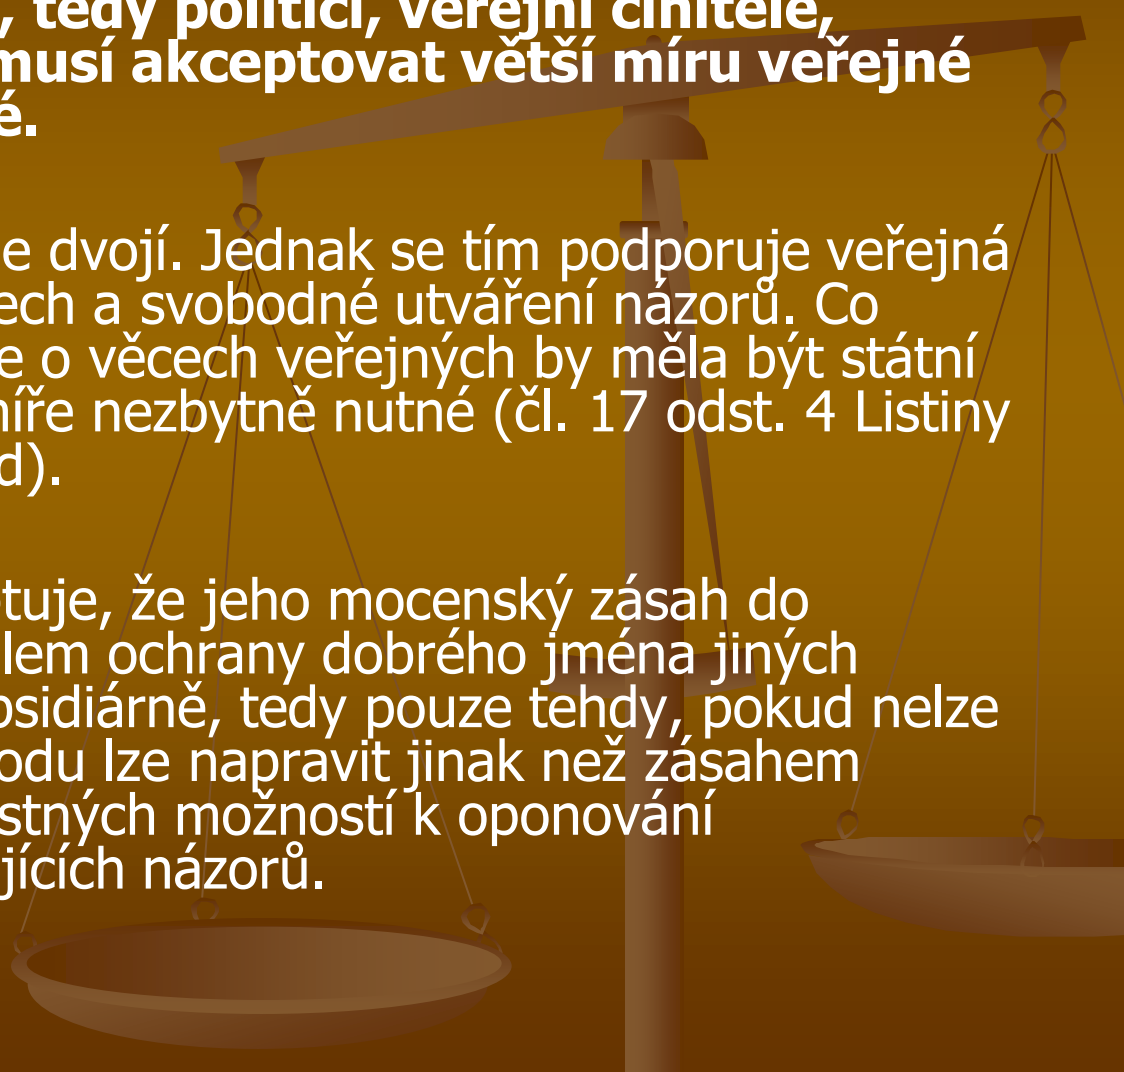 , tedy politici, veřejní činitelé,
musí akceptovat větší míru veřejné
é.
e dvojí. Jednak se tím podporuje veřejná
ech a svobodné utváření názorů. Co
e o věcech veřejných by měla být státní
míře nezbytně nutné (čl. 17 odst. 4 Listiny
d).
tuje, že jeho mocenský zásah do
lem ochrany dobrého jména jiných
osidiárně, tedy pouze tehdy, pokud nelze
odu lze napravit jinak než zásahem
stných možností k oponování
jících názorů.